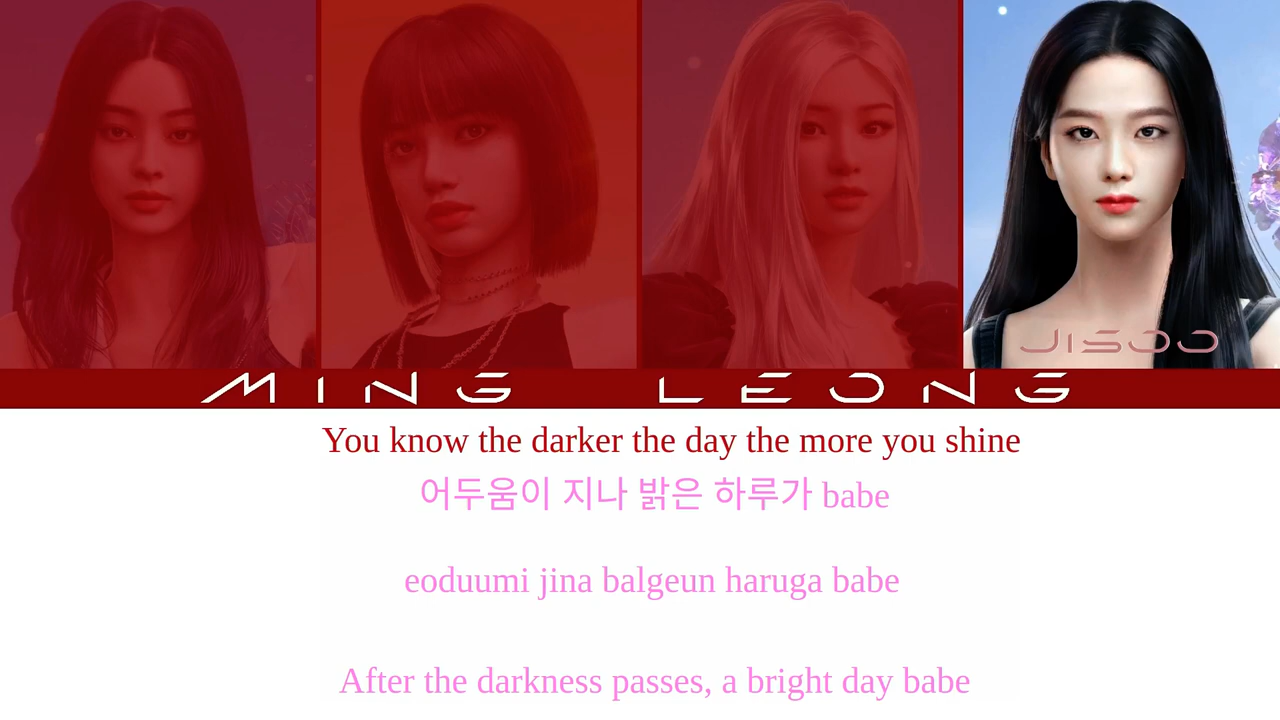 JISOO
MING LEONG
You know the darker the day the more you shine
어두움이 지나 밝은 하루가 babe
eoduumi jina balgeun haruga babe
After the darkness passes, a bright day babe